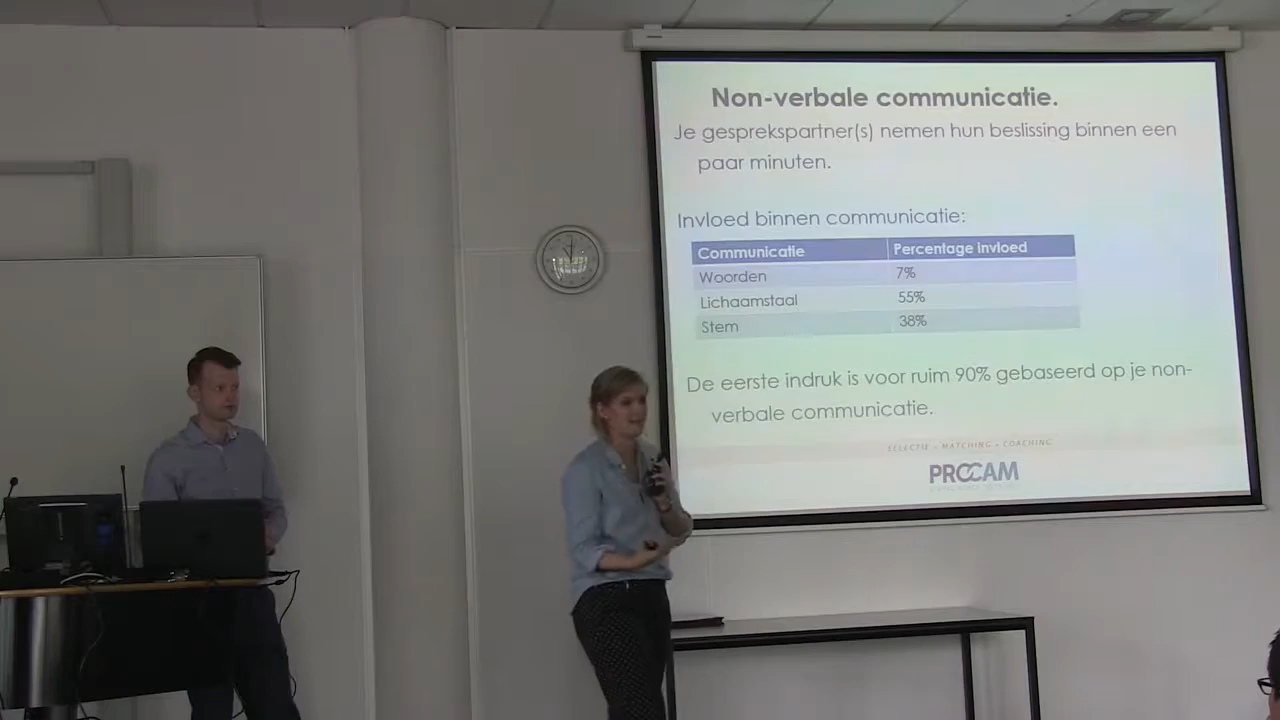 Non-verbale communicatie.
Je gesprekspartner(s) nemen hun beslissing binnen een
paar minuten.
Invloed binnen communicatie:
Communicatie Percentage invloed
Woorden 7%
Lichaamstaal 55%
Stem 38%
De eerste indruk is voor ruim 90% gebaseerd op je non-
verbale communicatie.
SELECTIE - MATCHING - COACHING
PROCAM